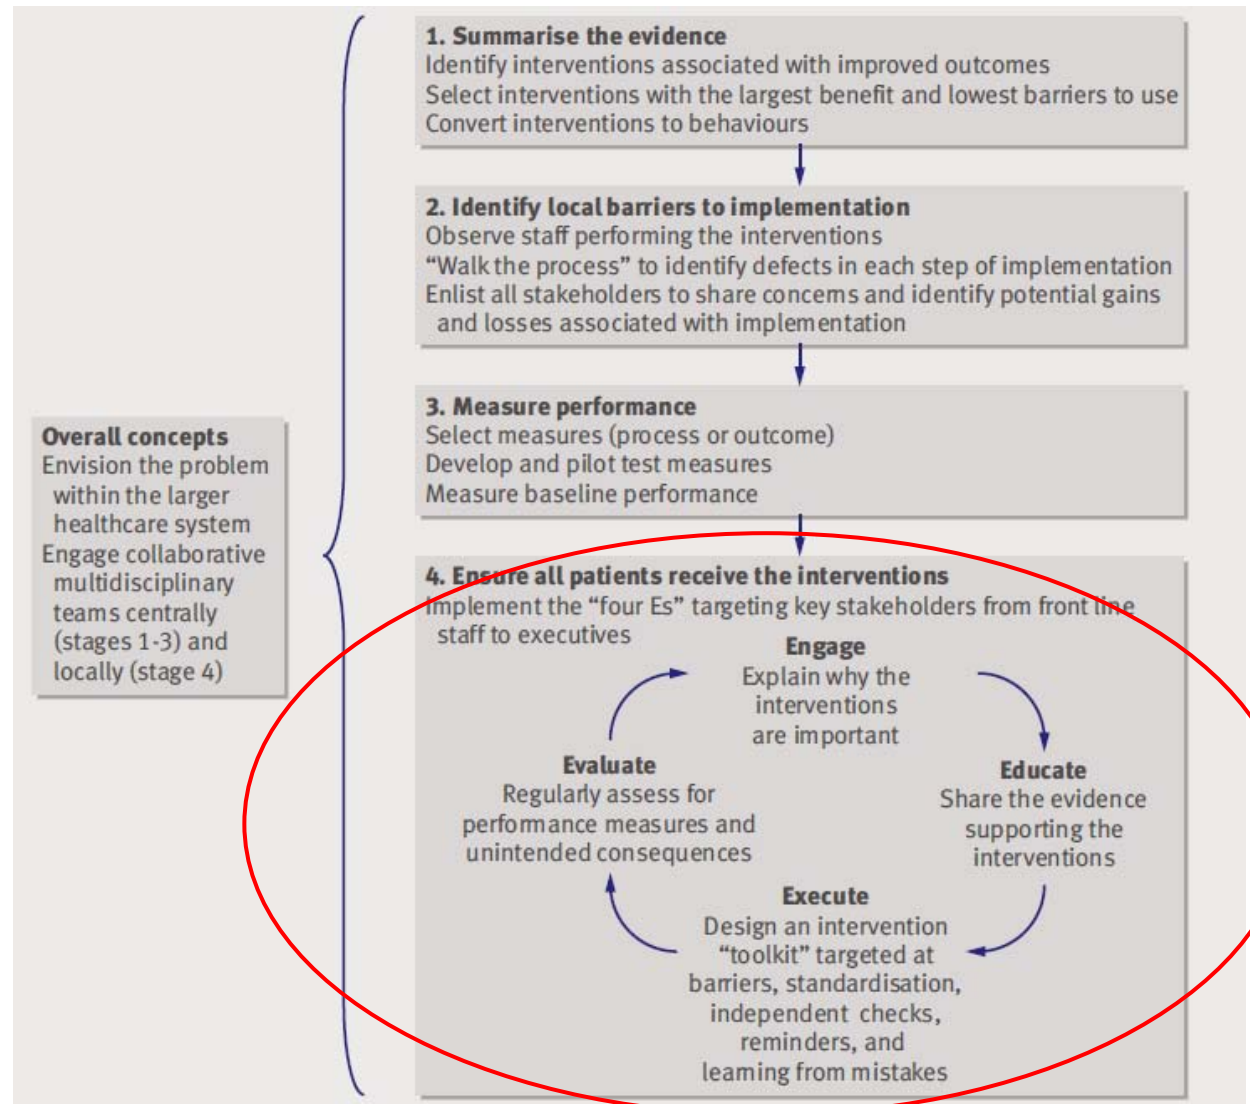 1. Summarise the evidence
Identify interventions associated with improved outcomes
Select interventions with the largest benefit and lowest barriers to use
Convert interventions to behaviours
2. Identify local barriers to implementation
Observe staff performing the interventions
“Walk the process” to identify defects in each step of implementation
Enlist all stakeholders to share concerns and identify potential gains
and losses associated with implementation
3. Measure performance
Select measures (process or outcome)
Develop and pilot test measures
Measure baseline performance
Overall concepts
Envision the problem
within the larger
healthcare system
Engage collaborative
multidisciplinary
teams centrally
(stages 1-3) and
locally (stage 4)
4. Ensure all patients receive the interventions
Implement the “four Es” targeting key stakeholders from front line
staff to executives
Engage
Explain why the
interventions
are important
Educate
Share the evidence
supporting the
interventions
Execute
Design an intervention
“toolkit” targeted at
barriers, standardisation,
independent checks,
reminders, and
learning from mistakes
Evaluate
Regularly assess for
performance measures and
unintended consequences